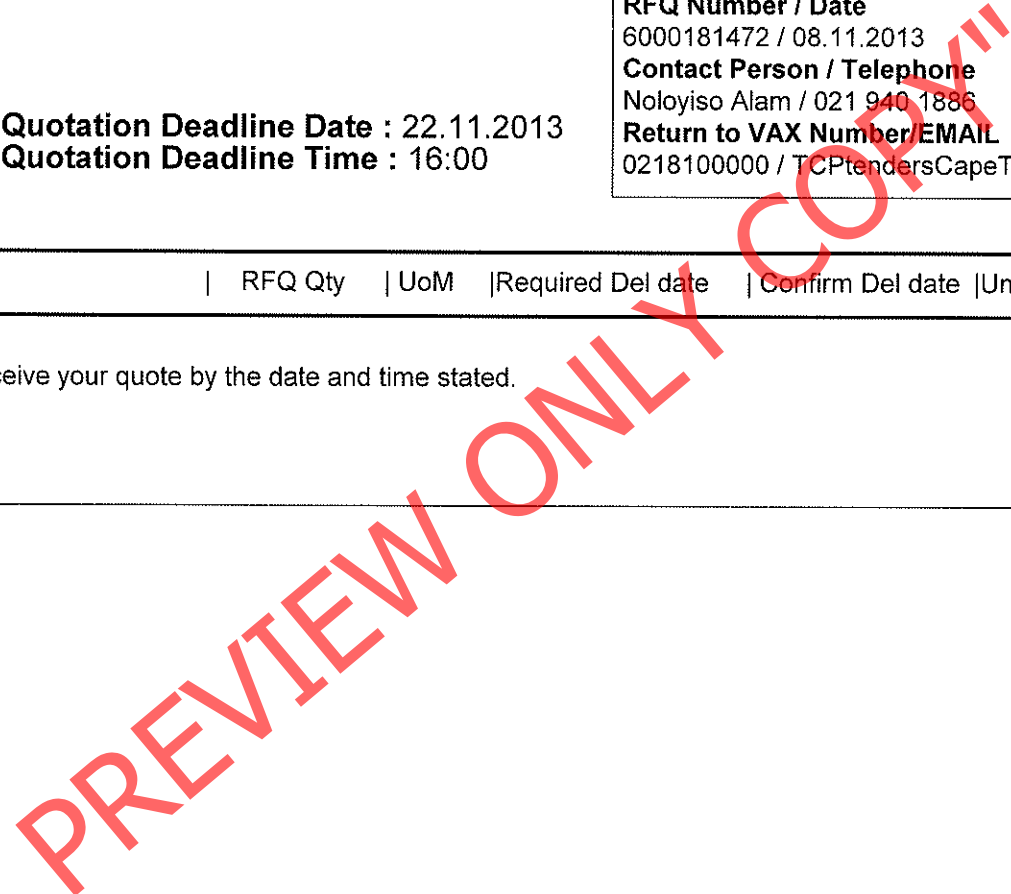 RFQ Number / Date
6000181472 / 08.11.2013
Contact Person / Telephone
Noloyiso Alam / 021 940 1886
Return to VAX Number/EMAIL
0218100000 / TCPtendersCapeT
Quotation Deadline Date : 22.11.2013
Quotation Deadline Time : 16:00
| RFQ Qty | UoM |Required Del date | Confirm Del date |Un
eive your quote by the date and time stated.
PREVIEW ONLY COPY"